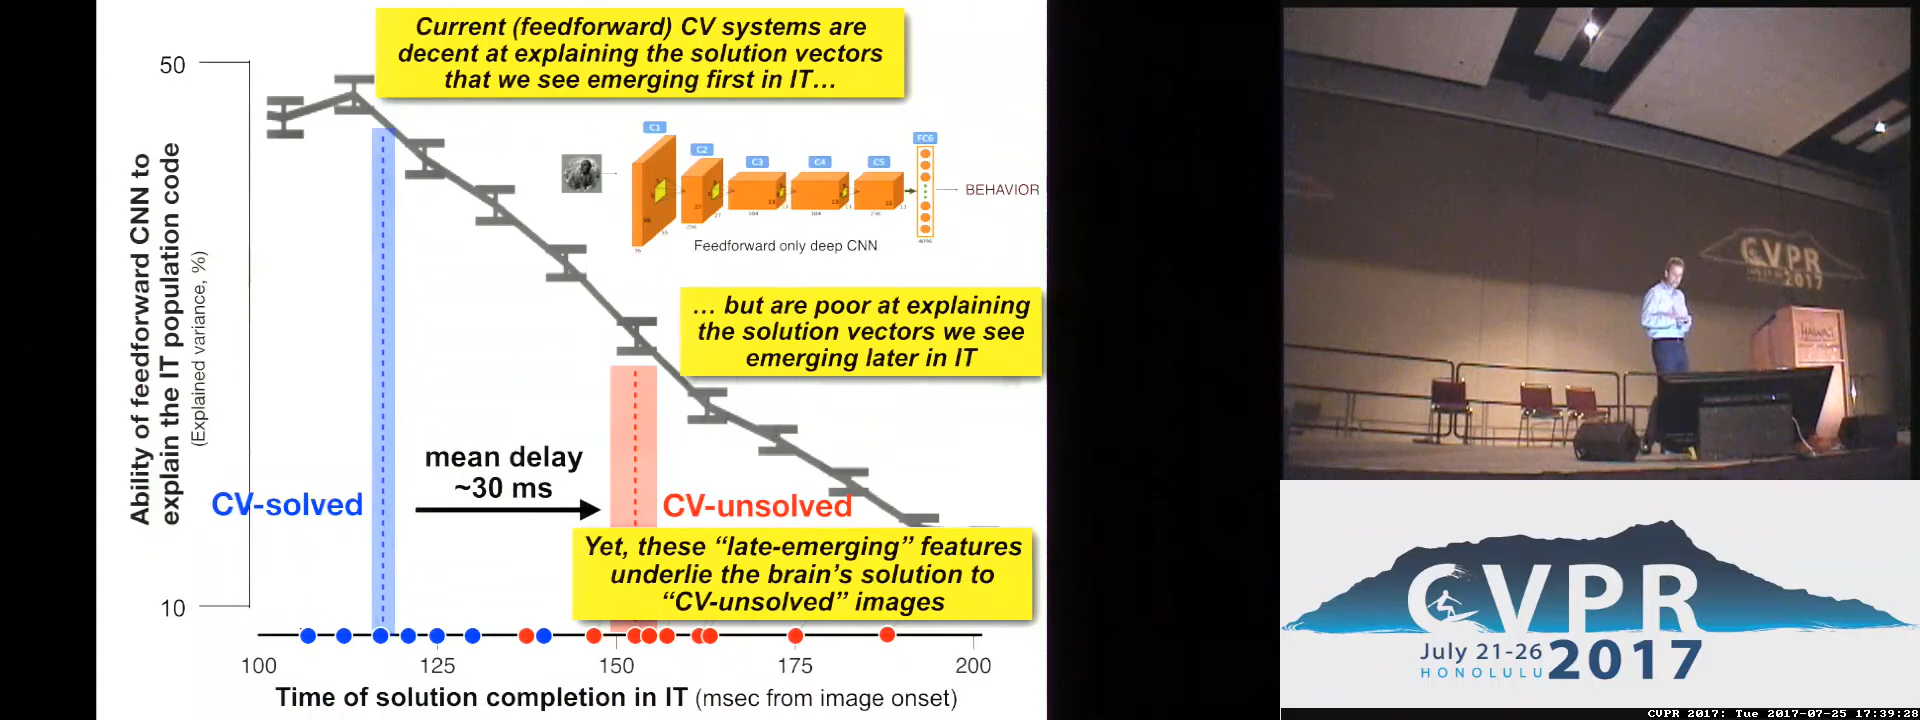 Current (feedforward) CV systems are
decent at explaining the solution vectors
that we see emerging first in IT…
50
10
Ability of feedforward CNN to
explain the IT population code
(Explained variance, %)
C1
C2
C3
C4
C5
FC6
BEHAVIOR
Feedforward only deep CNN
… but are poor at explaining
the solution vectors we see
emerging later in IT
mean delay
~30 ms
CV-solved
CV-unsolved
Yet, these “late-emerging” features
underlie the brain’s solution to
“CV-unsolved” images
100
125
150
175
200
Time of solution completion in IT (msec from image onset)
CVPR
2017
CVPR
July 21-26
HONOLULU
2017
CVPR 2017: Tue 2017-07-25 17:39:28